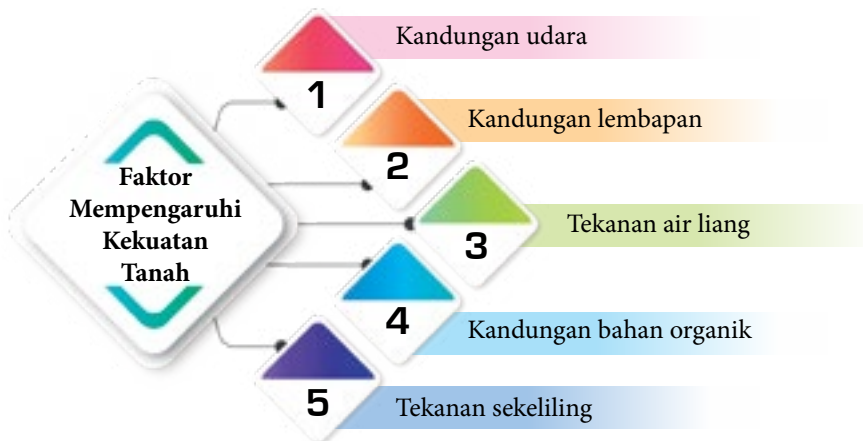 Faktor
Mempengaruhi
Kekuatan
Tanah
1
Kandungan udara
2
Kandungan lembapan
3
Tekanan air liang
4
Kandungan bahan organik
5
Tekanan sekeliling